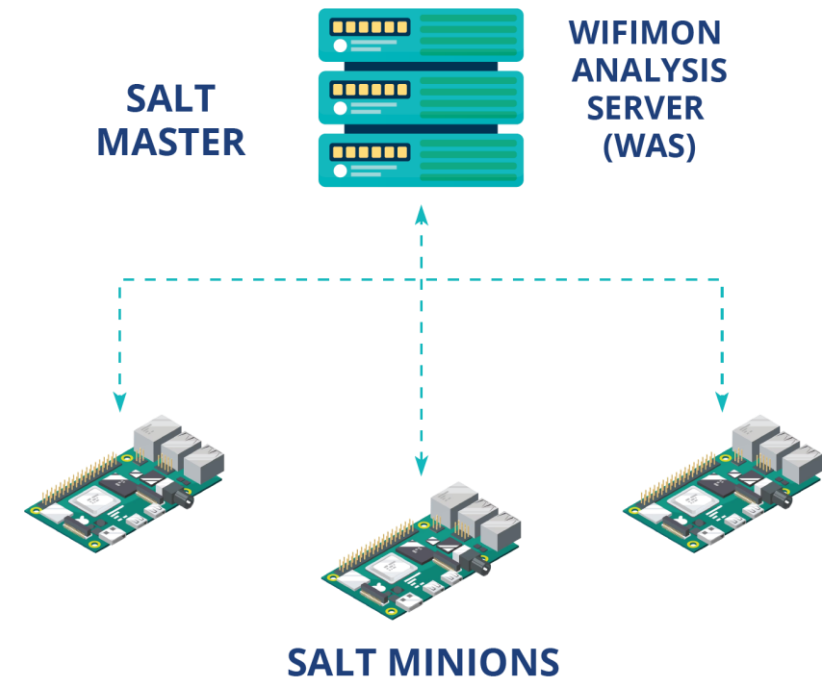 SALT
MASTER
WIFIMON
ANALYSIS
SERVER
(WAS)
SALT MINIONS